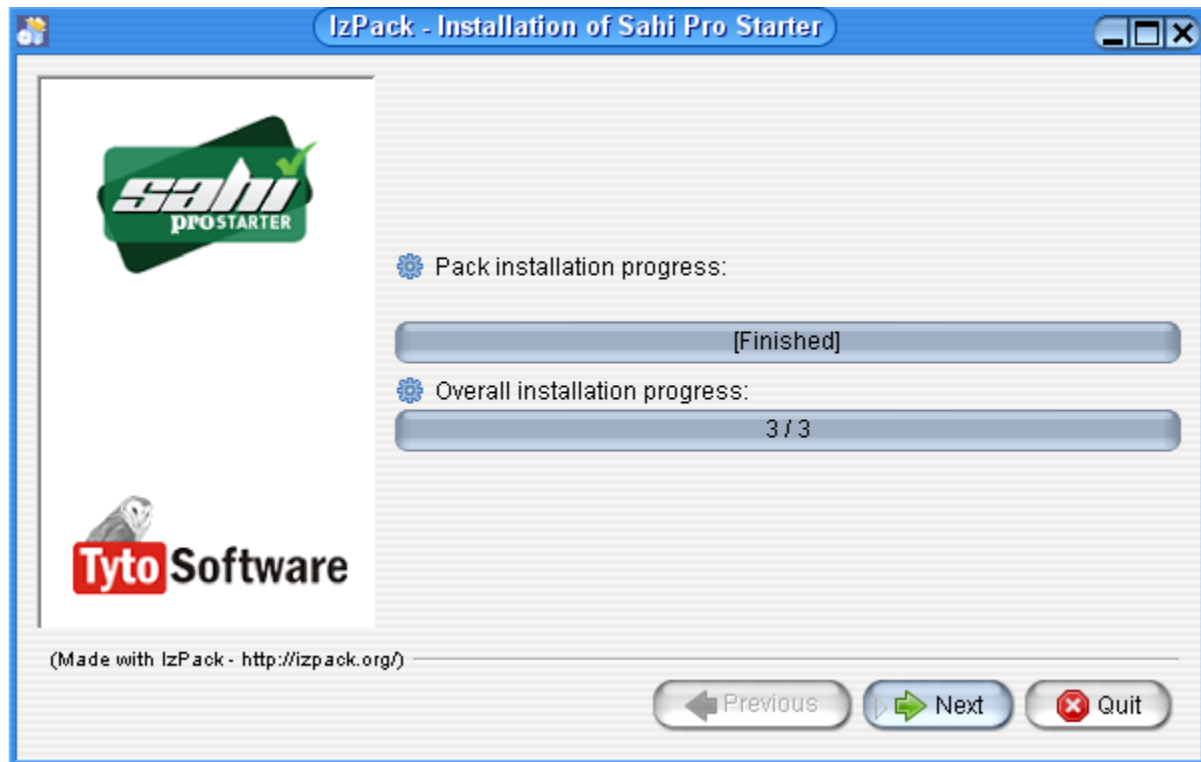 IzPack - Installation of Sahi Pro Starter
sahi
proSTARTER
Pack installation progress:
[Finished]
Overall installation progress:
3 / 3
Tyto Software
(Made with IzPack - http://izpack.org/)
Previous
Next
Quit